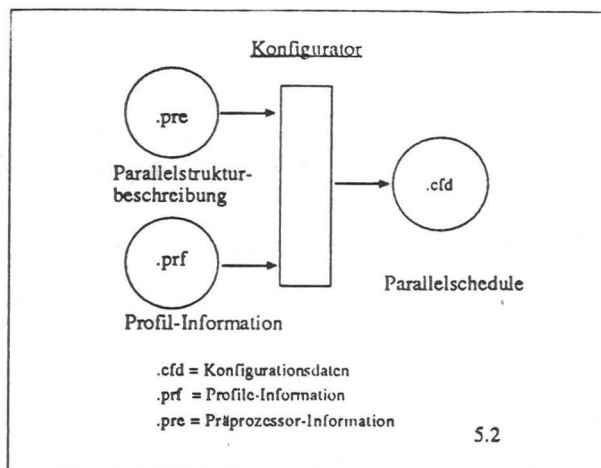 Konfigurator
.pre
Parallelstruktur-
beschreibung
.cfd
.prf
Parallelschedule
Profil-Information
.cfd = Konfigurationsdaten
.prf = Profile-Information
.pre = Präprozessor-Information
5.2